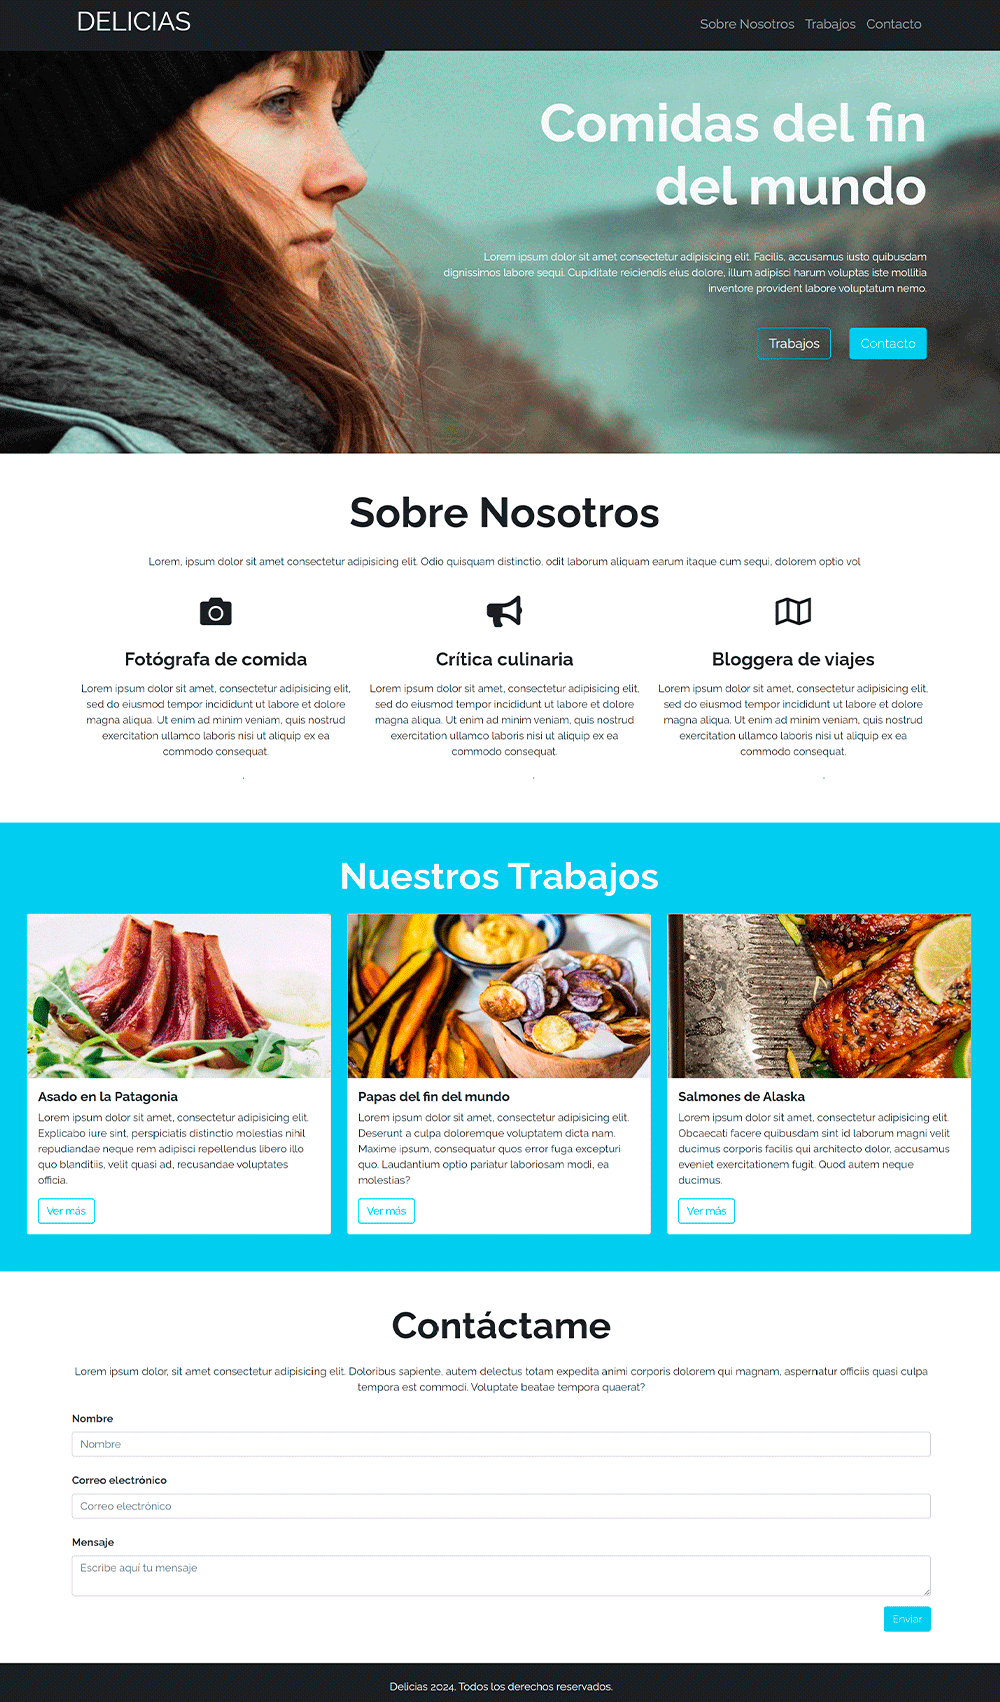 DELICIAS
Sobre Nosotros Trabajos Contacto
Comidas del fin
del mundo
Lorem ipsum dolor sit amet consectetur adipisicing elit. Facilis, accusamus iusto quibusdam
dignissimos labore sequi. Cupiditate reiciendis eius dolore, illum adipisci harum voluptas iste mollitia
inventore provident labore voluptatum nemo.
Trabajos Contacto
Sobre Nosotros
Lorem, ipsum dolor sit amet consectetur adipisicing elit. Odio quisquam distinctio, odit laborum aliquam earum itaque cum sequi, dolorem optio vol
Fotógrafa de comida
Lorem ipsum dolor sit amet, consectetur adipisicing elit,
sed do eiusmod tempor incididunt ut labore et dolore
magna aliqua. Ut enim ad minim veniam, quis nostrud
exercitation ullamco laboris nisi ut aliquip ex ea
commodo consequat.
Crítica culinaria
Lorem ipsum dolor sit amet, consectetur adipisicing elit,
sed do eiusmod tempor incididunt ut labore et dolore
magna aliqua. Ut enim ad minim veniam, quis nostrud
exercitation ullamco laboris nisi ut aliquip ex ea
commodo consequat.
Bloggera de viajes
Lorem ipsum dolor sit amet, consectetur adipisicing elit,
sed do eiusmod tempor incididunt ut labore et dolore
magna aliqua. Ut enim ad minim veniam, quis nostrud
exercitation ullamco laboris nisi ut aliquip ex ea
commodo consequat.
Nuestros Trabajos
Asado en la Patagonia
Lorem ipsum dolor sit amet, consectetur adipisicing elit.
Explicabo iure sint, perspiciatis distinctio molestias nihil
repudiandae neque rem adipisci repellendus libero illo
quo blanditiis, velit quasi ad, recusandae voluptates
officia.
Ver más
Papas del fin del mundo
Lorem ipsum dolor sit amet, consectetur adipisicing elit.
Deserunt a culpa doloremque voluptatem dicta nam.
Maxime ipsum, consequatur quos error fuga excepturi
quo. Laudantium optio pariatur laboriosam modi, ea
molestias?
Ver más
Salmones de Alaska
Lorem ipsum dolor sit amet, consectetur adipisicing elit.
Obcaecati facere quibusdam sint id laborum magni velit
ducimus corporis facilis qui architecto dolor, accusamus
eveniet exercitationem fugit. Quod autem neque
ducimus.
Ver más
Contáctame
Lorem ipsum dolor, sit amet consectetur adipisicing elit. Doloribus sapiente, autem delectus totam expedita animi corporis dolorem qui magnam, aspernatur officiis quasi culpa
tempora est commodi. Voluptate beatae tempora quaerat?
Nombre
Nombre
Correo electrónico
Correo electrónico
Mensaje
Escribe aquí tu mensaje
Enviar
Delicias 2024. Todos los derechos reservados.